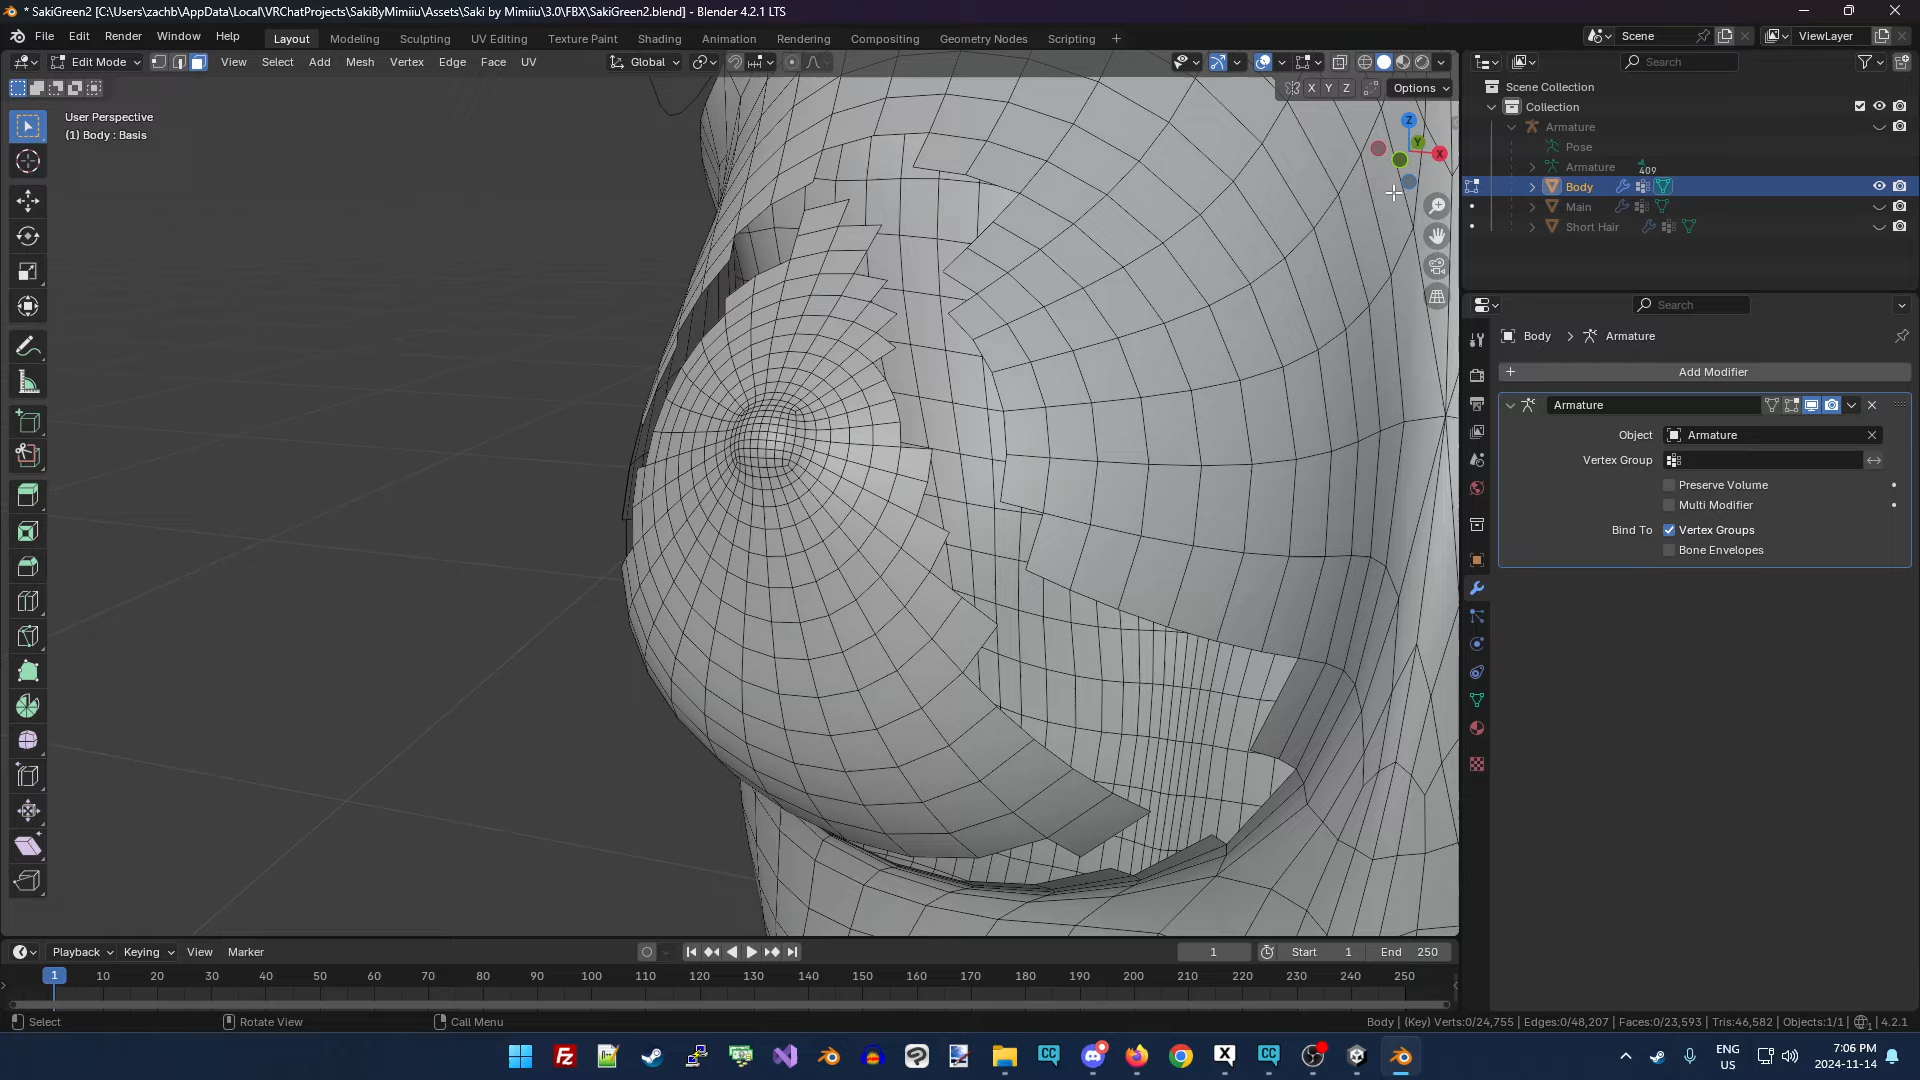 * SakiGreen2 [C:\Users\zachb\AppData\Local\VRChatProjects\SakiByMimiiu\Assets\Saki by Mimiiu\3.0\FBX\SakiGreen2.blend] - Blender 4.2.1 LTS
File Edit Render Window Help
Layout Modeling Sculpting UV Editing Texture Paint Shading Animation Rendering Compositing Geometry Nodes Scripting +
Scene ViewLayer
Edit Mode View Select Add Mesh Vertex Edge Face UV Global
X Y Z Options
User Perspective
(1) Body : Basis
Z
Y
X
Search
Scene Collection
Collection
Armature
Pose
Armature 409
Body
Main
Short Hair
Search
Body > Armature
+ Add Modifier
Armature
Object Armature
Vertex Group
Preserve Volume
Multi Modifier
Bind To Vertex Groups
Bone Envelopes
Playback Keying View Marker
1 Start 1 End 250
1 10 20 30 40 50 60 70 80 90 100 110 120 130 140 150 160 170 180 190 200 210 220 230 240 250
Select Rotate View Call Menu
Body | (Key) Verts:0/24,755 | Edges:0/48,207 | Faces:0/23,593 | Tris:46,582 | Objects:1/1 | 4.2.1
ENG
US
7:06 PM
2024-11-14